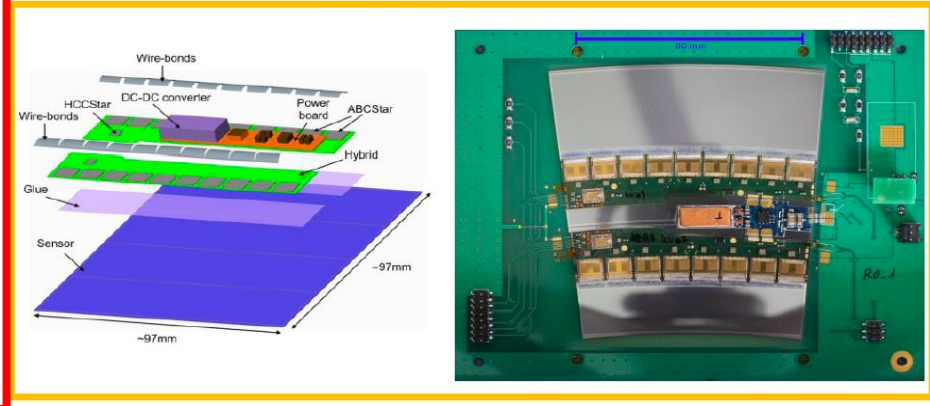 Wire-bonds
DC-DC converter
HCCStar
Power
board
ABCStar
Wire-bonds
Hybrid
Glue
Sensor
~97mm
~97mm
80 mm
R0_1